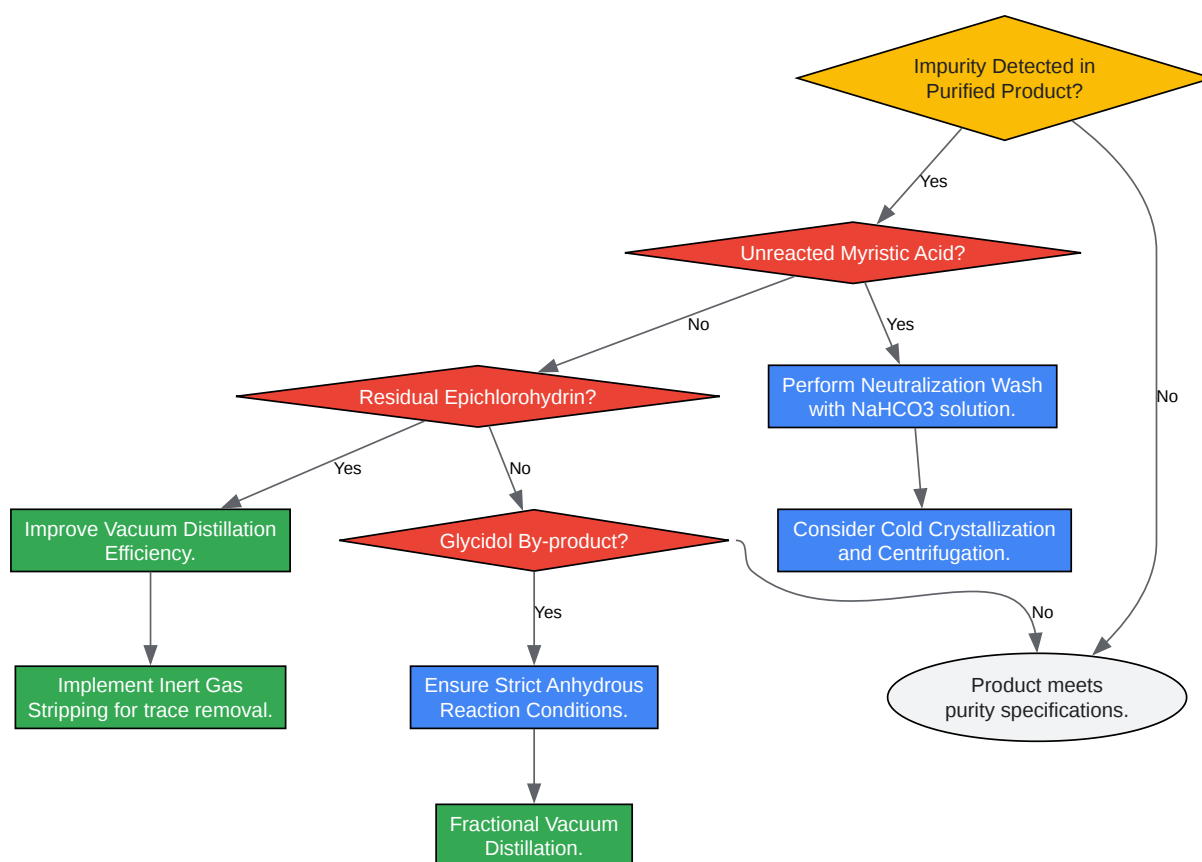 Impurity Detected in
Purified Product?
Yes
Unreacted Myristic Acid?
No
Yes
No
Residual Epichlorohydrin?
Perform Neutralization Wash
with NaHCO3 solution.
Yes
No
Improve Vacuum Distillation
Efficiency.
Glycidol By-product?
Consider Cold Crystallization
and Centrifugation.
Yes
No
Implement Inert Gas
Stripping for trace removal.
Ensure Strict Anhydrous
Reaction Conditions.
Product meets
purity specifications.
Fractional Vacuum
Distillation.